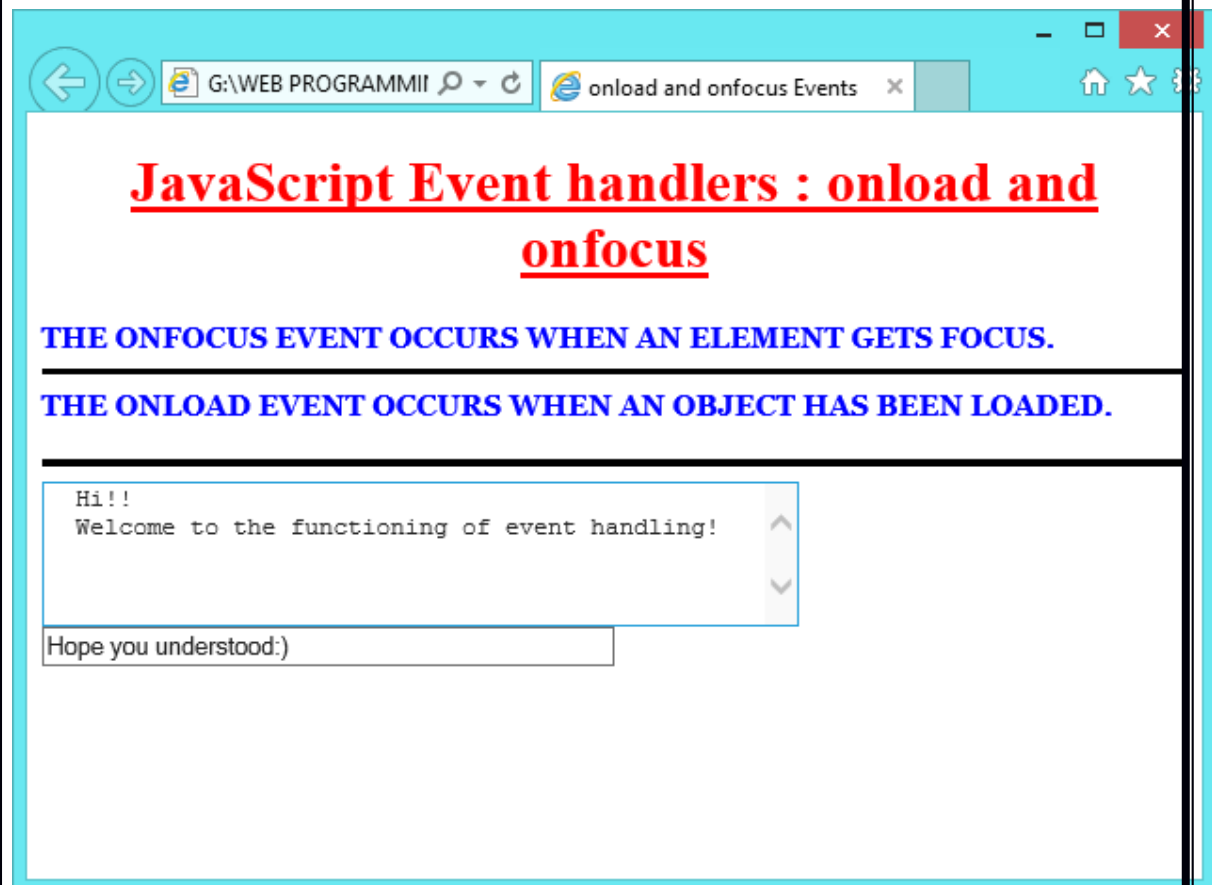 G:\WEB PROGRAMMI
onload and onfocus Events
JavaScript Event handlers : onload and
onfocus
THE ONFOCUS EVENT OCCURS WHEN AN ELEMENT GETS FOCUS.
THE ONLOAD EVENT OCCURS WHEN AN OBJECT HAS BEEN LOADED.
Hi!!
Welcome to the functioning of event handling!
Hope you understood:)